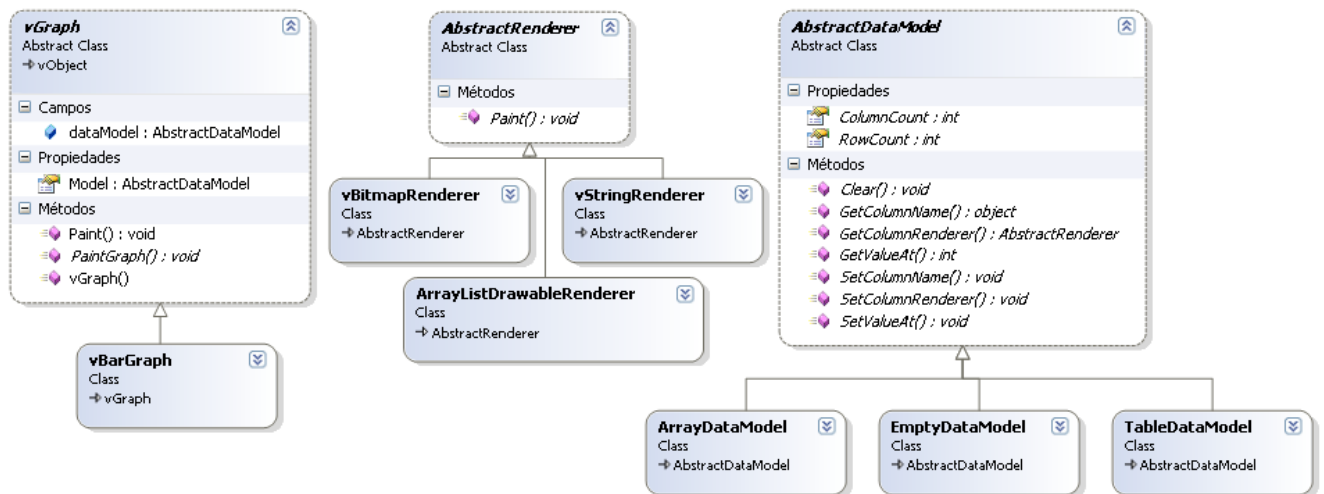 vGraph
Abstract Class
vObject
Campos
dataModel : AbstractDataModel
Propiedades
Model : AbstractDataModel
Métodos
Paint() : void
PaintGraph() : void
vGraph()
vBarGraph
Class
vGraph
AbstractRenderer
Abstract Class
Métodos
Paint() : void
vBitmapRenderer
Class
AbstractRenderer
vStringRenderer
Class
AbstractRenderer
ArrayListDrawableRenderer
Class
AbstractRenderer
AbstractDataModel
Abstract Class
Propiedades
ColumnCount : int
RowCount : int
Métodos
Clear() : void
GetColumnName() : object
GetColumnRenderer() : AbstractRenderer
GetValueAt() : int
SetColumnName() : void
SetColumnRenderer() : void
SetValueAt() : void
ArrayDataModel
Class
AbstractDataModel
EmptyDataModel
Class
AbstractDataModel
TableDataModel
Class
AbstractDataModel